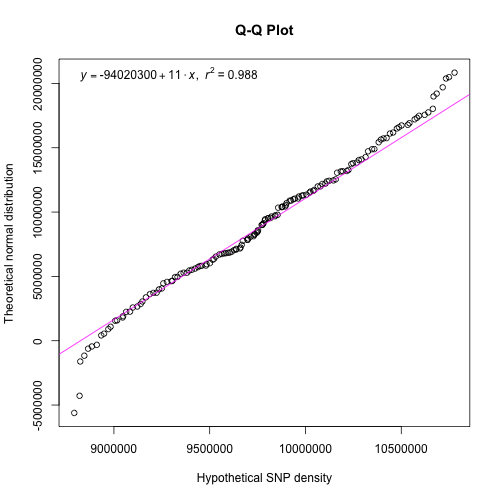 Q-Q Plot
y = -94020300 + 11 · x, r² = 0.988
20000000
15000000
10000000
5000000
0
-5000000
Theoretical normal distribution
9000000 9500000 10000000 10500000
Hypothetical SNP density